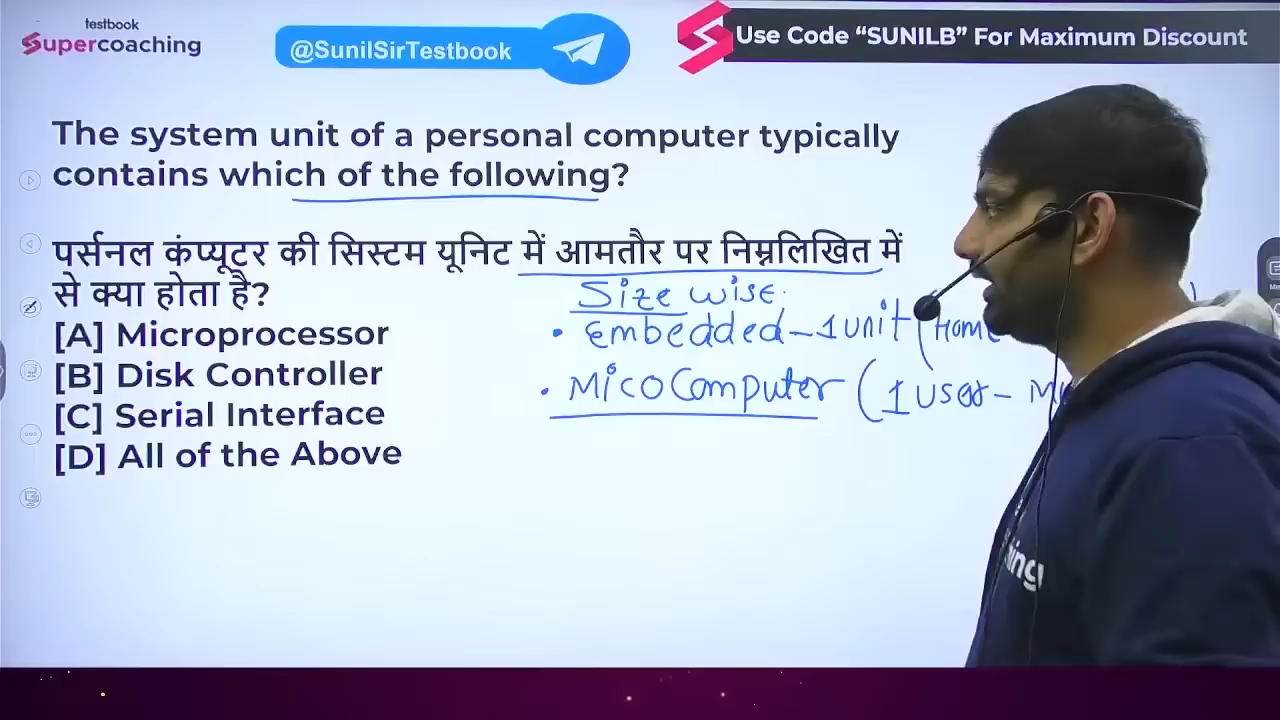 testbook
Supercoaching
@SunilSirTestbook
Use Code “SUNILB” For Maximum Discount
The system unit of a personal computer typically
contains which of the following?
पर्सनल कंप्यूटर की सिस्टम यूनिट में आमतौर पर निम्नलिखित में
से क्या होता है?
Size wise.
[A] Microprocessor
• Embedded - 1 unit (Home
[B] Disk Controller
• MicoComputer (1 user -
[C] Serial Interface
[D] All of the Above